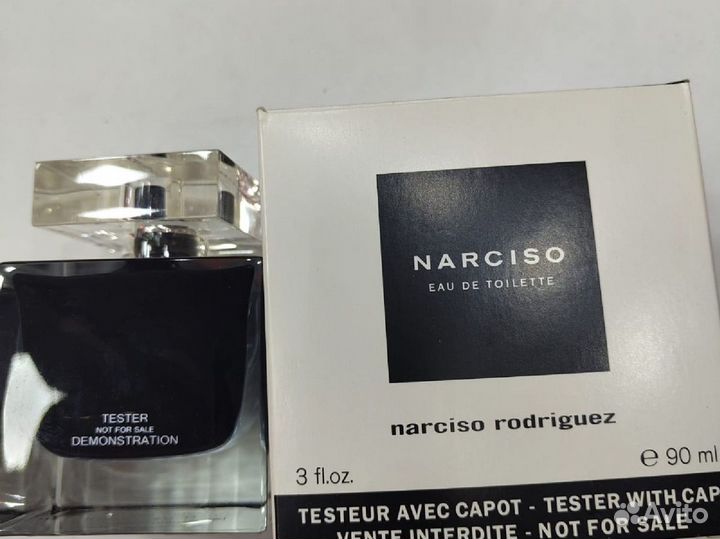 TESTER
NOT FOR SALE
DEMONSTRATION
NARCISO
EAU DE TOILETTE
narciso rodriguez
3 fl.oz.
e 90 ml
TESTEUR AVEC CAPOT - TESTER WITH CAP
VENTE INTERDITE - NOT FOR SALE
Avito